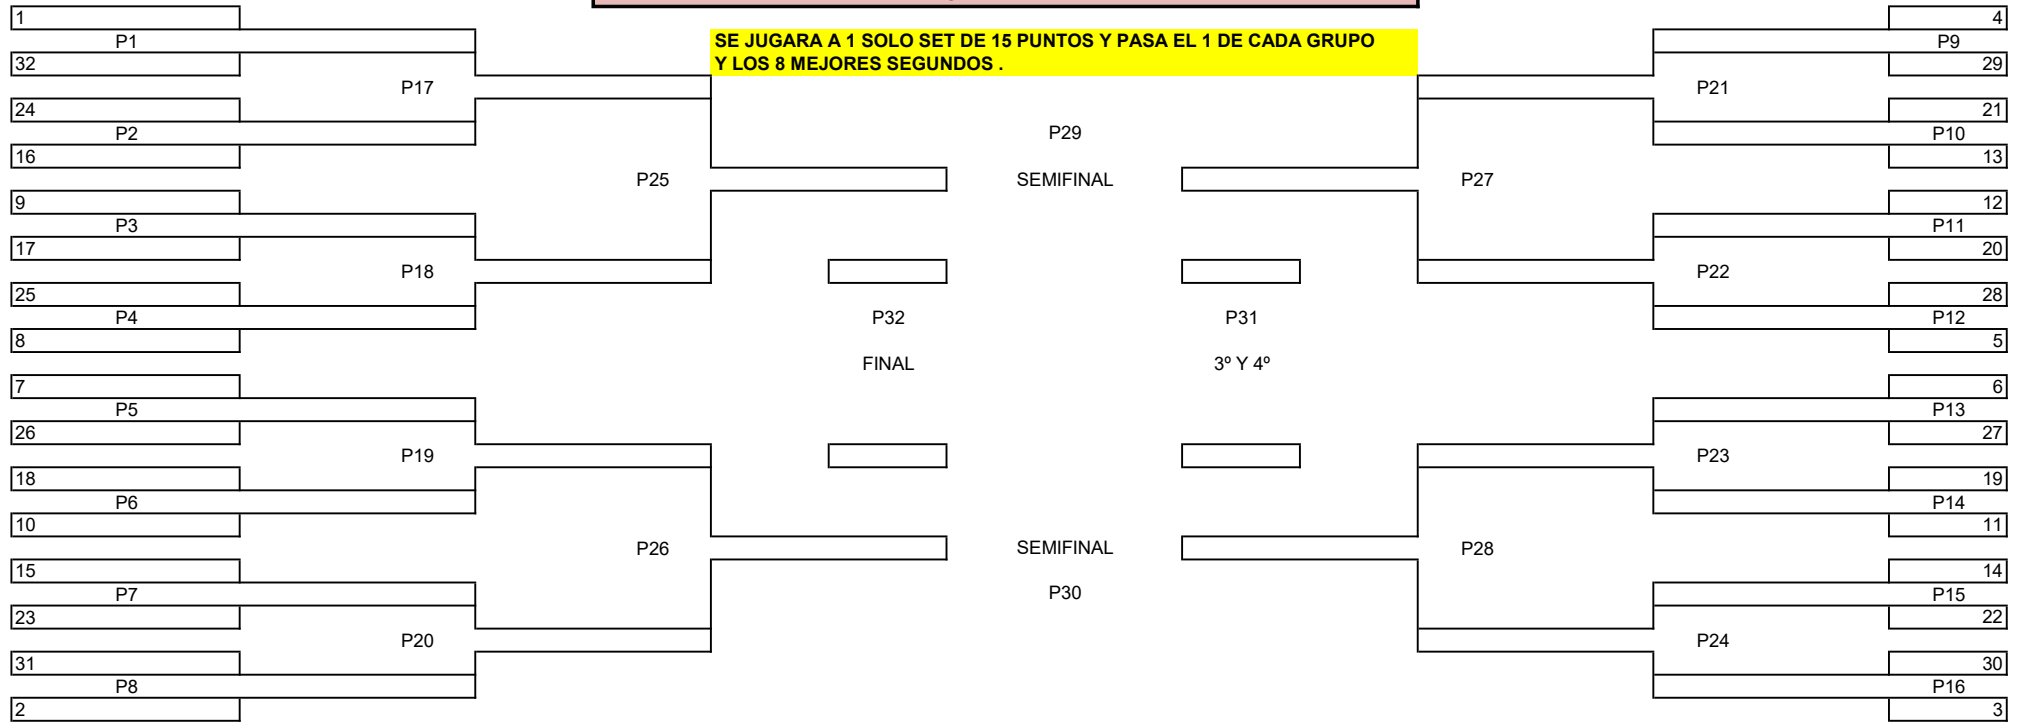 1
4
P1
P9
SE JUGARA A 1 SOLO SET DE 15 PUNTOS Y PASA EL 1 DE CADA GRUPO
Y LOS 8 MEJORES SEGUNDOS .
32
29
P17
P21
24
21
P2
P29
P10
16
13
P25
SEMIFINAL
P27
9
12
P3
P11
17
20
P18
P22
25
28
P4
P32
P31
P12
8
5
FINAL
3º Y 4º
7
6
P5
P13
26
27
P19
P23
18
19
P6
P14
10
11
P26
SEMIFINAL
P28
15
14
P7
P30
P15
23
22
P20
P24
31
30
P8
P16
2
3